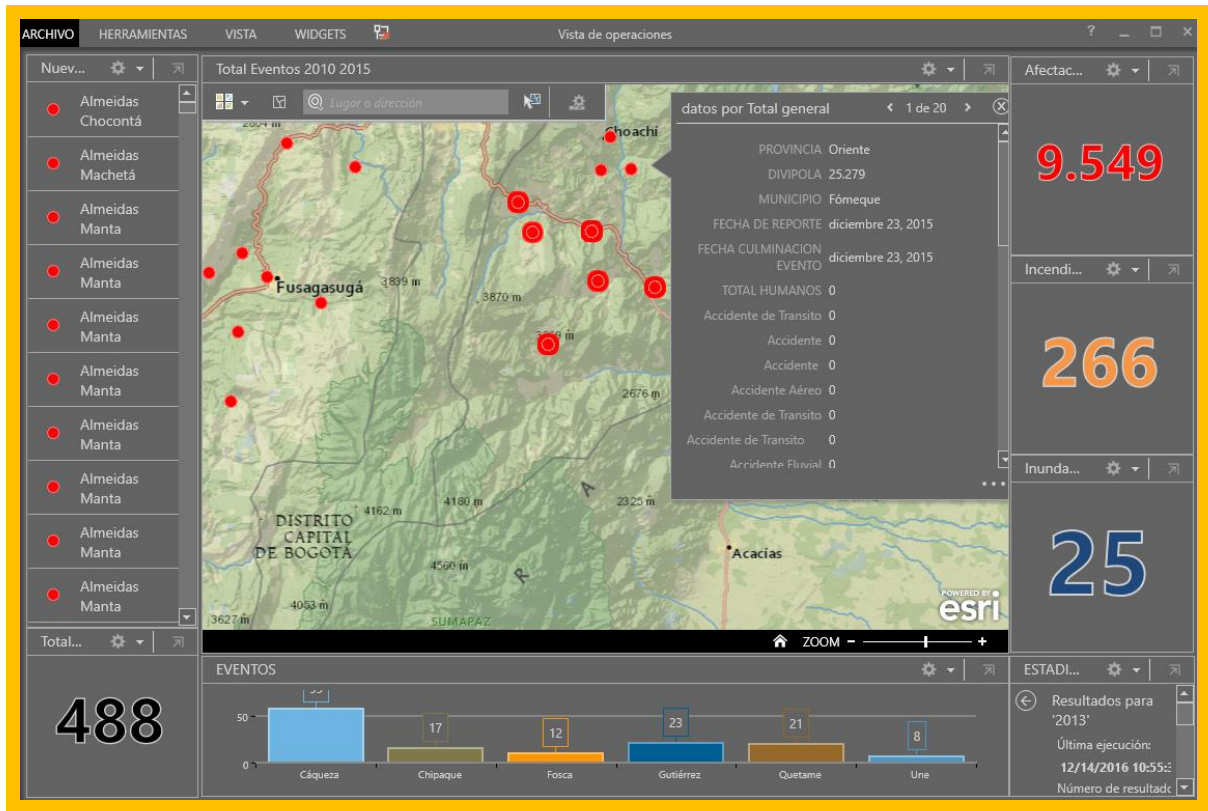 ARCHIVO HERRAMIENTAS VISTA WIDGETS Vista de operaciones ?
Nuev...
Almeidas
Chocontá
Almeidas
Machetá
Almeidas
Manta
Almeidas
Manta
Almeidas
Manta
Almeidas
Manta
Almeidas
Manta
Almeidas
Manta
Almeidas
Manta
Almeidas
Manta
Total...
488
Total Eventos 2010 2015
Lugar o dirección
Choachí
Fusagasugá
3839 m
3870 m
2676 m
4180 m
2325 m
4162 m
DISTRITO
CAPITAL
DE BOGOTÁ
4560 m
A
R
Acacías
4053 m
3627 m
SUMAPAZ
POWERED BY
esri
ZOOM - +
datos por Total general < 1 de 20 >
PROVINCIA Oriente
DIVIPOLA 25.279
MUNICIPIO Fómeque
FECHA DE REPORTE diciembre 23, 2015
FECHA CULMINACION
EVENTO diciembre 23, 2015
TOTAL HUMANOS 0
Accidente de Transito 0
Accidente 0
Accidente 0
Accidente Aéreo 0
Accidente de Transito 0
Accidente de Transito 0
Accidente Fluvial 0
...
EVENTOS
50
0
17
12
23
21
8
Cáqueza Chipaque Fosca Gutiérrez Quetame Une
Afectac...
9.549
Incendi...
266
Inunda...
25
ESTADI...
Resultados para
'2013'
Última ejecución:
12/14/2016 10:55:
Número de resultad